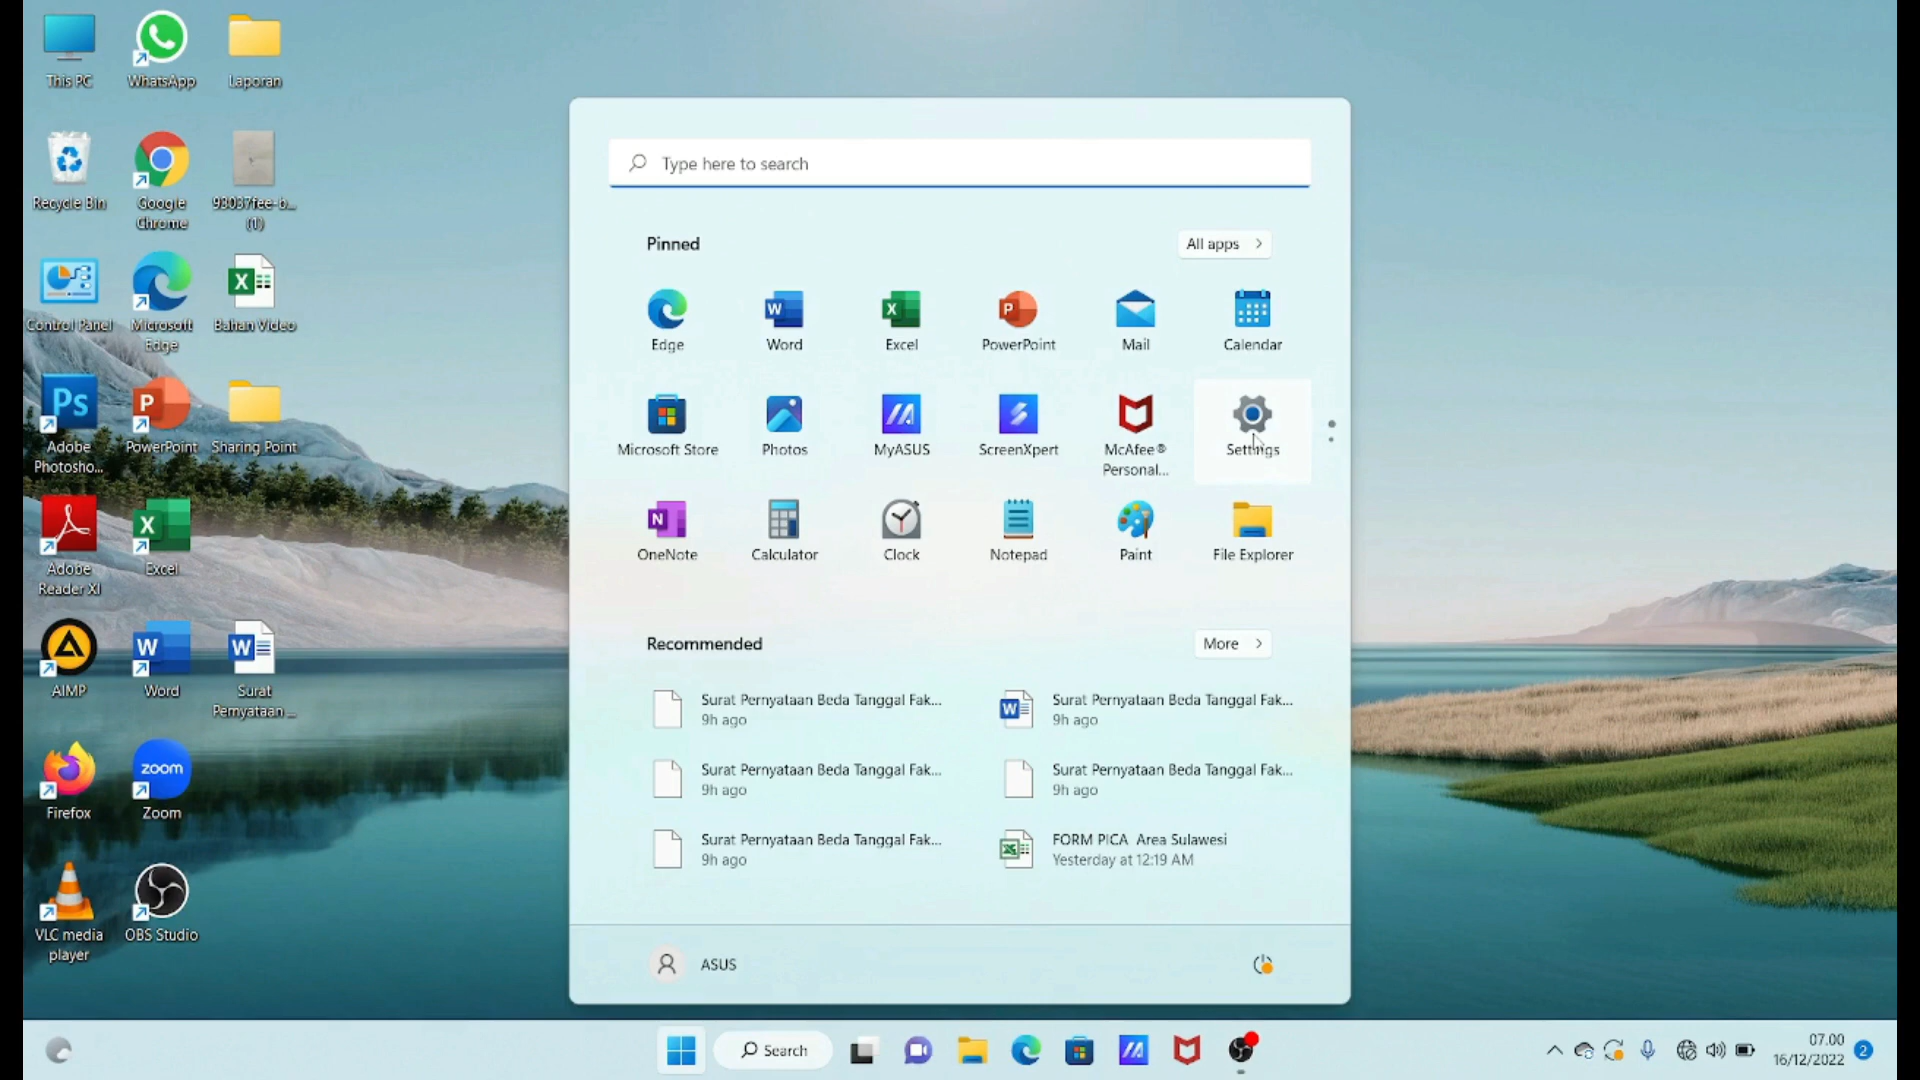 This PC
WhatsApp
Laporan
Recycle Bin
Google
Chrome
98037fee-b...
(1)
Control Panel
Microsoft
Edge
Bahan Video
Ps
Adobe
Photosho...
P
PowerPoint
Sharing Point
Adobe
Reader XI
X
Excel
AIMP
W
Word
W
Surat
Pernyataan ...
Firefox
zoom
Zoom
VLC media
player
OBS Studio
Type here to search
Pinned
All apps
Edge
Word
Excel
PowerPoint
Mail
Calendar
Microsoft Store
Photos
MyASUS
ScreenXpert
McAfee®
Personal...
Settings
OneNote
Calculator
Clock
Notepad
Paint
File Explorer
Recommended
More
Surat Pernyataan Beda Tanggal Fak...
9h ago
Surat Pernyataan Beda Tanggal Fak...
9h ago
Surat Pernyataan Beda Tanggal Fak...
9h ago
Surat Pernyataan Beda Tanggal Fak...
9h ago
Surat Pernyataan Beda Tanggal Fak...
9h ago
FORM PICA Area Sulawesi
Yesterday at 12:19 AM
ASUS
Search
07.00
16/12/2022
2